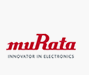 muRata
INNOVATOR IN ELECTRONICS